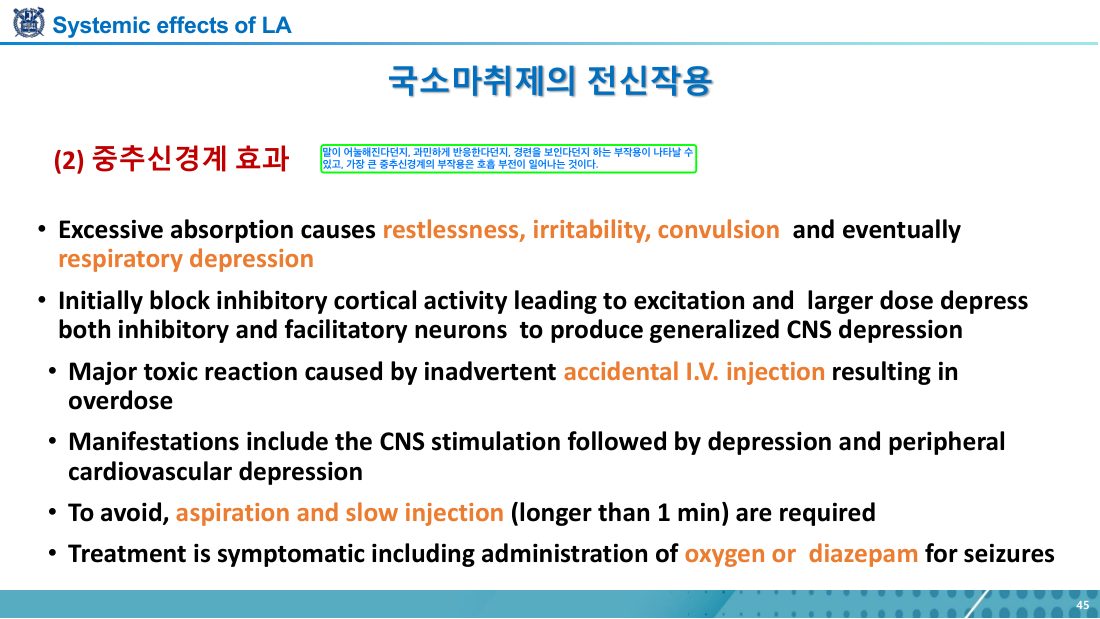 Systemic effects of LA
국소마취제의 전신작용
(2) 중추신경계 효과
말이 어눌해진다던지, 과민하게 반응한다던지, 경련을 보인다던지 하는 부작용이 나타날 수
있고, 가장 큰 중추신경계의 부작용은 호흡 부전이 일어나는 것이다.
• Excessive absorption causes restlessness, irritability, convulsion and eventually
respiratory depression
• Initially block inhibitory cortical activity leading to excitation and larger dose depress
both inhibitory and facilitatory neurons to produce generalized CNS depression
• Major toxic reaction caused by inadvertent accidental I.V. injection resulting in
overdose
• Manifestations include the CNS stimulation followed by depression and peripheral
cardiovascular depression
• To avoid, aspiration and slow injection (longer than 1 min) are required
• Treatment is symptomatic including administration of oxygen or diazepam for seizures
45